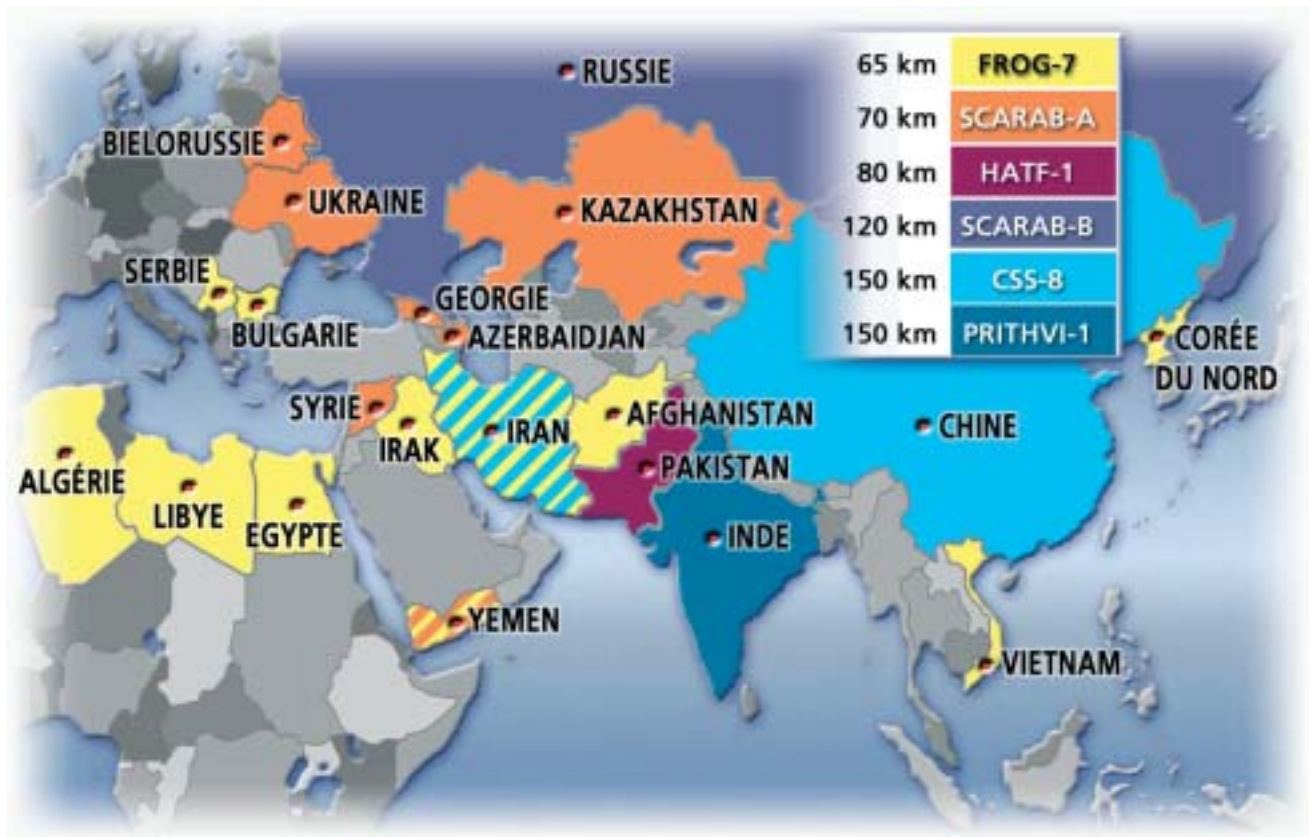 65 km FROG-7
70 km SCARAB-A
80 km HATF-1
120 km SCARAB-B
150 km CSS-8
150 km PRITHVI-1
RUSSIE
BIELORUSSIE
UKRAINE
KAZAKHSTAN
SERBIE
GEORGIE
BULGARIE
AZERBAIDJAN
CORÉE
DU NORD
SYRIE
IRAK
IRAN
AFGHANISTAN
CHINE
PAKISTAN
ALGÉRIE
LIBYE
EGYPTE
INDE
YEMEN
VIETNAM